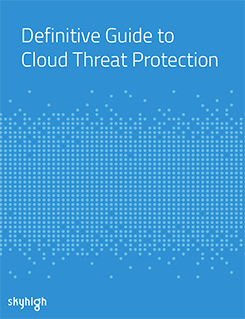 Definitive Guide to
Cloud Threat Protection
skyhigh